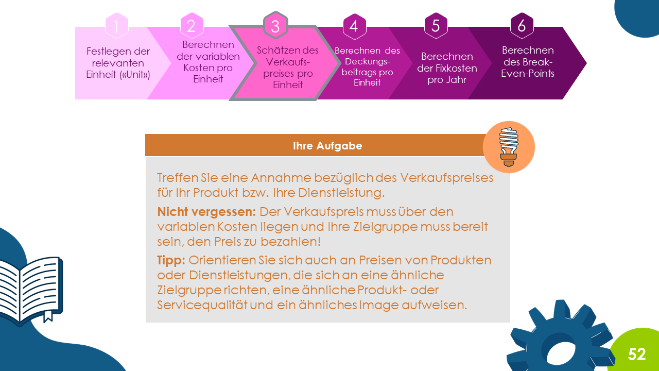 1
Festlegen der
relevanten
Einheit («Unit»)
2
Berechnen
der variablen
Kosten pro
Einheit
3
Schätzen des
Verkaufs-
preises pro
Einheit
4
Berechnen des
Deckungs-
beitrags pro
Einheit
5
Berechnen
der Fixkosten
pro Jahr
6
Berechnen
des Break-
Even-Points
Ihre Aufgabe
Treffen Sie eine Annahme bezüglich des Verkaufspreises
für Ihr Produkt bzw. Ihre Dienstleistung.
Nicht vergessen: Der Verkaufspreis muss über den
variablen Kosten liegen und Ihre Zielgruppe muss bereit
sein, den Preis zu bezahlen!
Tipp: Orientieren Sie sich auch an Preisen von Produkten
oder Dienstleistungen, die sich an eine ähnliche
Zielgruppe richten, eine ähnliche Produkt- oder
Servicequalität und ein ähnliches Image aufweisen.
52